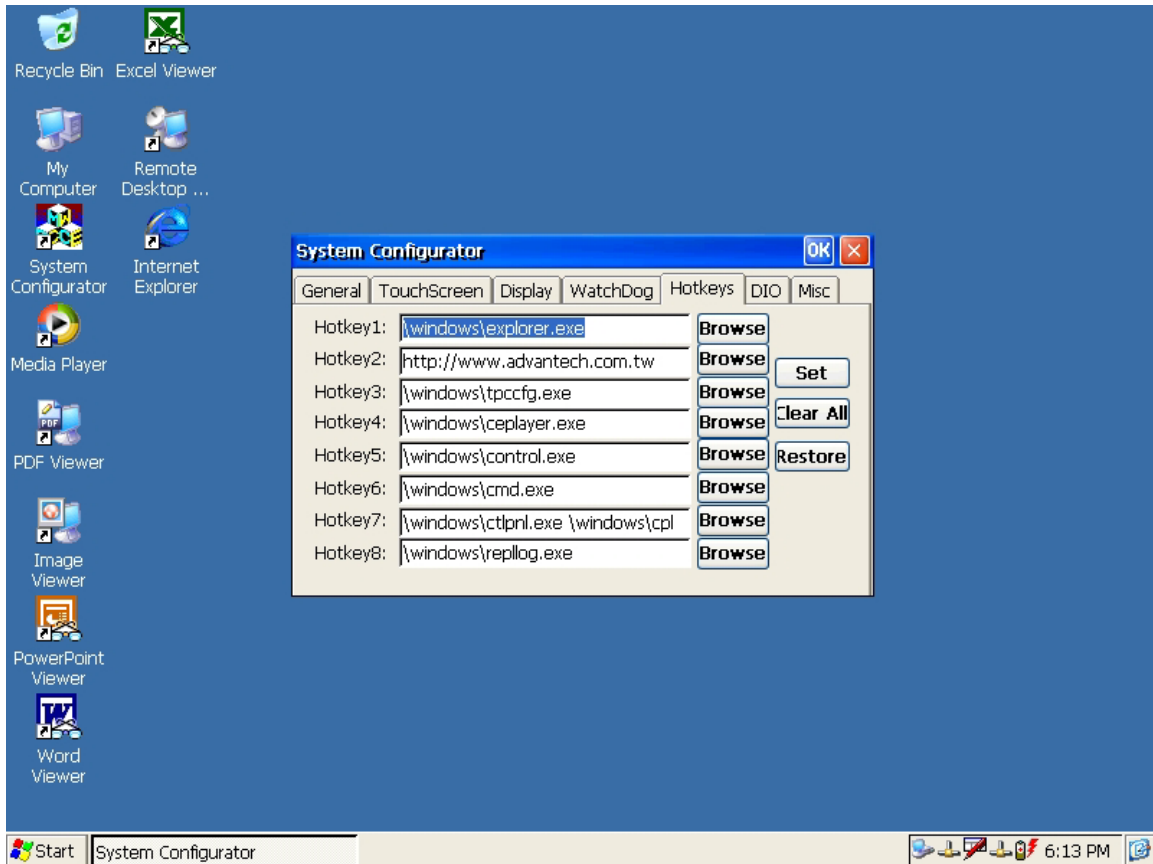 Recycle Bin
Excel Viewer
My Computer
Remote Desktop ...
System Configurator
Internet Explorer
Media Player
PDF
PDF Viewer
Image Viewer
PowerPoint Viewer
Word Viewer
System Configurator
OK
General TouchScreen Display WatchDog Hotkeys DIO Misc
Hotkey1: \windows\explorer.exe Browse
Hotkey2: http://www.advantech.com.tw Browse
Set
Hotkey3: \windows\tpccfg.exe Browse
Clear All
Hotkey4: \windows\ceplayer.exe Browse
Hotkey5: \windows\control.exe Browse
Restore
Hotkey6: \windows\cmd.exe Browse
Hotkey7: \windows\ctlpnl.exe \windows\cpl Browse
Hotkey8: \windows\repllog.exe Browse
Start System Configurator 6:13 PM